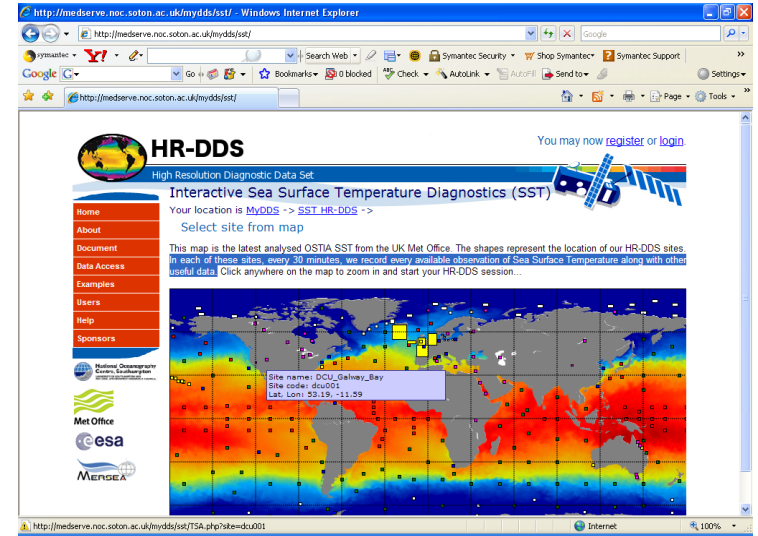 http://medserve.noc.soton.ac.uk/mydds/sst/ - Windows Internet Explorer
http://medserve.noc.soton.ac.uk/mydds/sst/
Google
symantec Search Web Symantec Security Shop Symantec Symantec Support
Google G Go Bookmarks 0 blocked Check AutoLink AutoFill Send to Settings
http://medserve.noc.soton.ac.uk/mydds/sst/ Page Tools
You may now register or login.
HR-DDS
High Resolution Diagnostic Data Set
Interactive Sea Surface Temperature Diagnostics (SST)
Your location is MyDDS -> SST HR-DDS ->
Select site from map
This map is the latest analysed OSTIA SST from the UK Met Office. The shapes represent the location of our HR-DDS sites.
In each of these sites, every 30 minutes, we record every available observation of Sea Surface Temperature along with other
useful data. Click anywhere on the map to zoom in and start your HR-DDS session...
Home
About
Document
Data Access
Examples
Users
Help
Sponsors
National Oceanography
Centre, Southampton
Met Office
esa
MERSEA
Site name: DCU_Galway_Bay
Site code: dcu001
Lat, Lon: 53.19, -11.59
http://medserve.noc.soton.ac.uk/mydds/sst/TSA.php?site=dcu001
Internet
100%